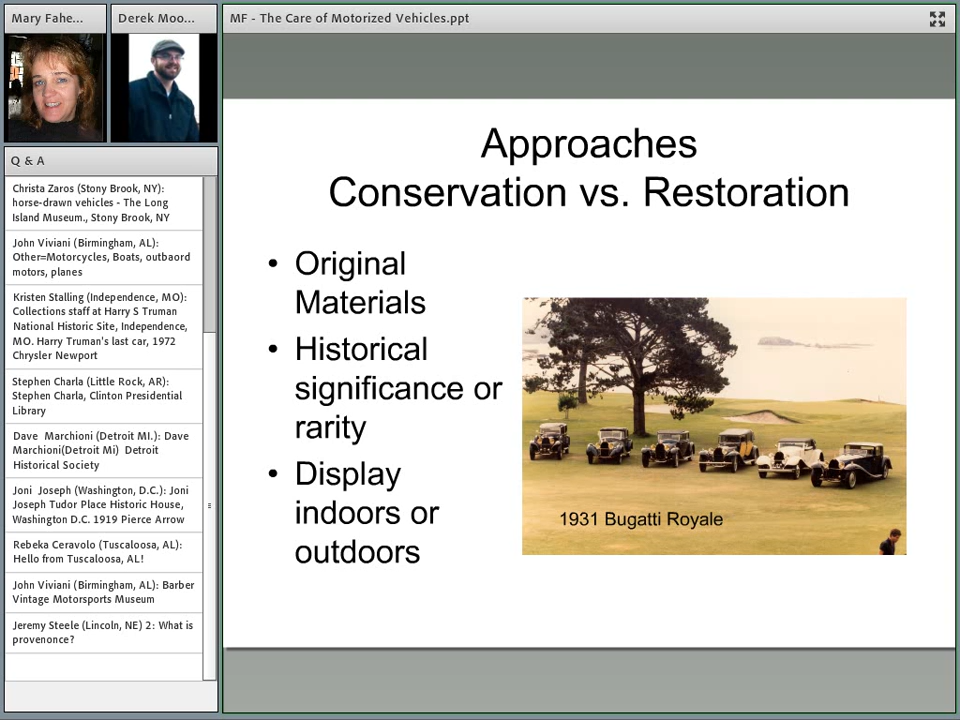 Mary Fahe...
Derek Moo...
MF - The Care of Motorized Vehicles.ppt
Q & A
Christa Zaros (Stony Brook, NY):
horse-drawn vehicles - The Long
Island Museum., Stony Brook, NY
John Viviani (Birmingham, AL):
Other=Motorcycles, Boats, outbaord
motors, planes
Kristen Stalling (Independence, MO):
Collections staff at Harry S Truman
National Historic Site, Independence,
MO. Harry Truman's last car, 1972
Chrysler Newport
Stephen Charla (Little Rock, AR):
Stephen Charla, Clinton Presidential
Library
Dave Marchioni (Detroit MI.): Dave
Marchioni(Detroit Mi) Detroit
Historical Society
Joni Joseph (Washington, D.C.): Joni
Joseph Tudor Place Historic House,
Washington D.C. 1919 Pierce Arrow
Rebeka Ceravolo (Tuscaloosa, AL):
Hello from Tuscaloosa, AL!
John Viviani (Birmingham, AL): Barber
Vintage Motorsports Museum
Jeremy Steele (Lincoln, NE) 2: What is
provenonce?
Approaches
Conservation vs. Restoration
• Original
Materials
• Historical
significance or
rarity
• Display
indoors or
outdoors
1931 Bugatti Royale